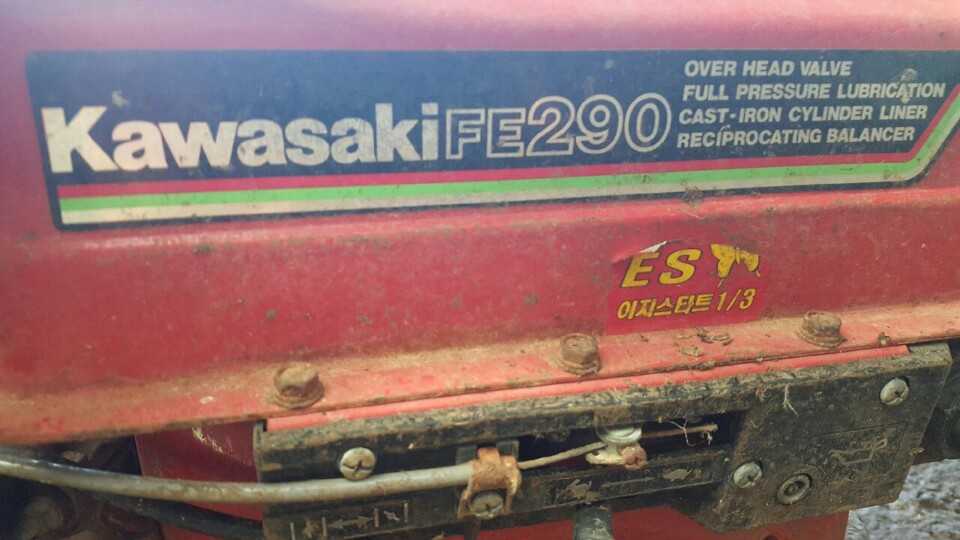 Kawasaki FE290
OVER HEAD VALVE
FULL PRESSURE LUBRICATION
CAST-IRON CYLINDER LINER
RECIPROCATING BALANCER
ES
이지스타트 1/3